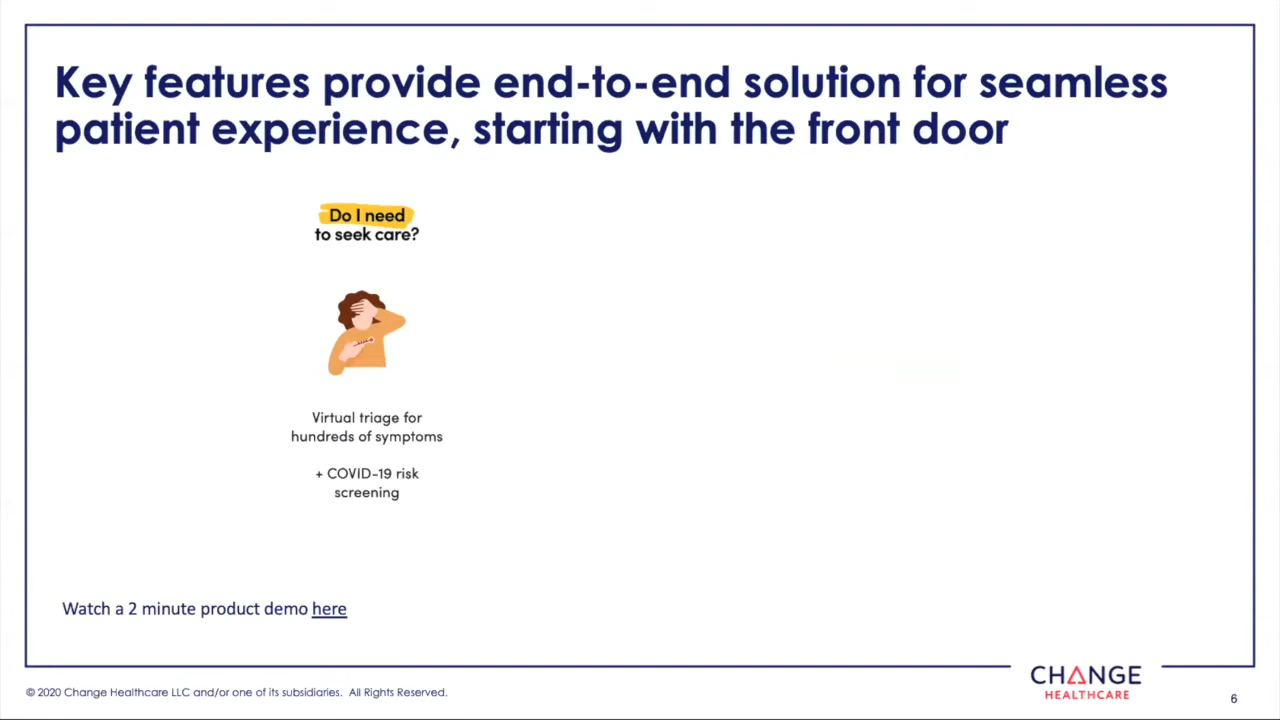 Key features provide end-to-end solution for seamless
patient experience, starting with the front door
Do I need
to seek care?
Virtual triage for
hundreds of symptoms
+ COVID-19 risk
screening
Watch a 2 minute product demo here
CHANGE
HEALTHCARE
© 2020 Change Healthcare LLC and/or one of its subsidiaries. All Rights Reserved.
6